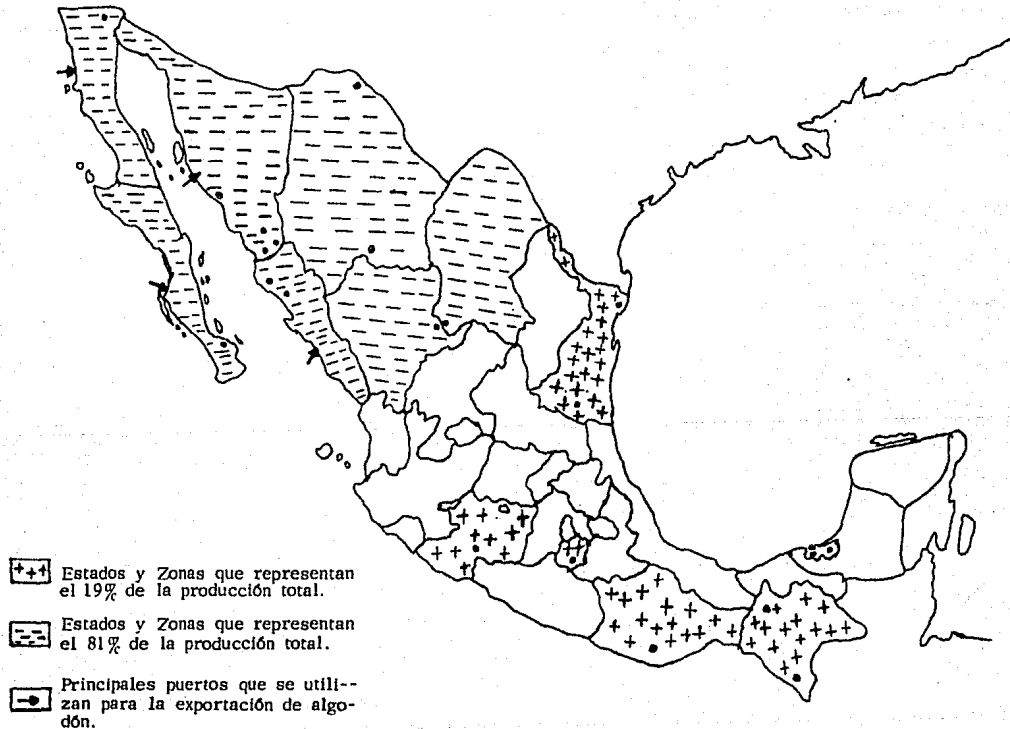 Estados y Zonas que representan
el 19% de la producción total.
Estados y Zonas que representan
el 81% de la producción total.
Principales puertos que se utili--
zan para la exportación de algo-
dón.